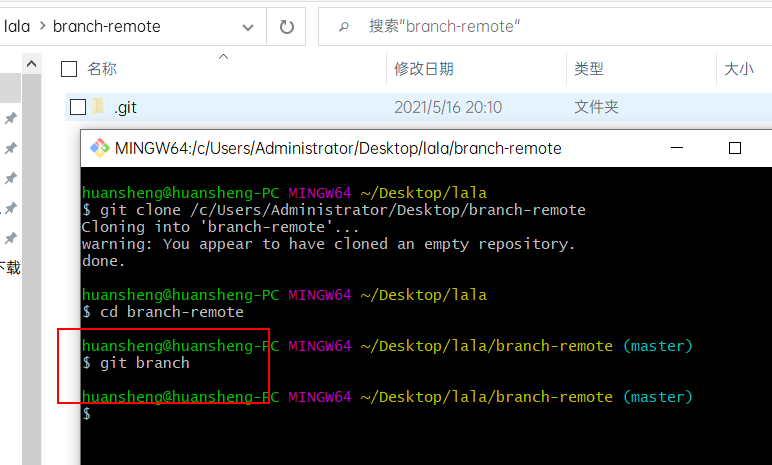 lala > branch-remote
搜索"branch-remote"
名称 修改日期 类型 大小
.git 2021/5/16 20:10 文件夹
下载
MINGW64:/c/Users/Administrator/Desktop/lala/branch-remote
huansheng@huansheng-PC MINGW64 ~/Desktop/lala
$ git clone /c/Users/Administrator/Desktop/branch-remote
Cloning into 'branch-remote'...
warning: You appear to have cloned an empty repository.
done.
huansheng@huansheng-PC MINGW64 ~/Desktop/lala
$ cd branch-remote
huansheng@huansheng-PC MINGW64 ~/Desktop/lala/branch-remote (master)
$ git branch
huansheng@huansheng-PC MINGW64 ~/Desktop/lala/branch-remote (master)
$